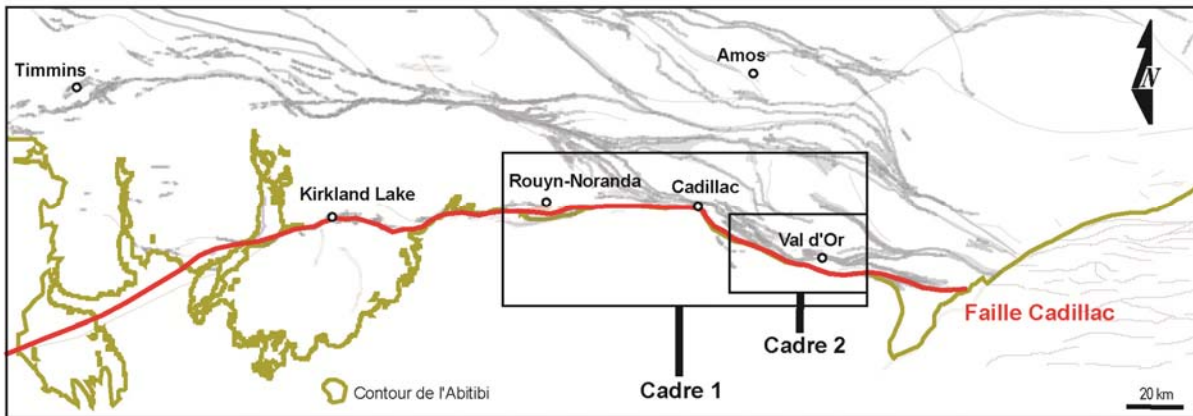 Timmins
Amos
N
Kirkland Lake
Rouyn-Noranda
Cadillac
Val d'Or
Faille Cadillac
Cadre 2
Cadre 1
Contour de l'Abitibi
20 km